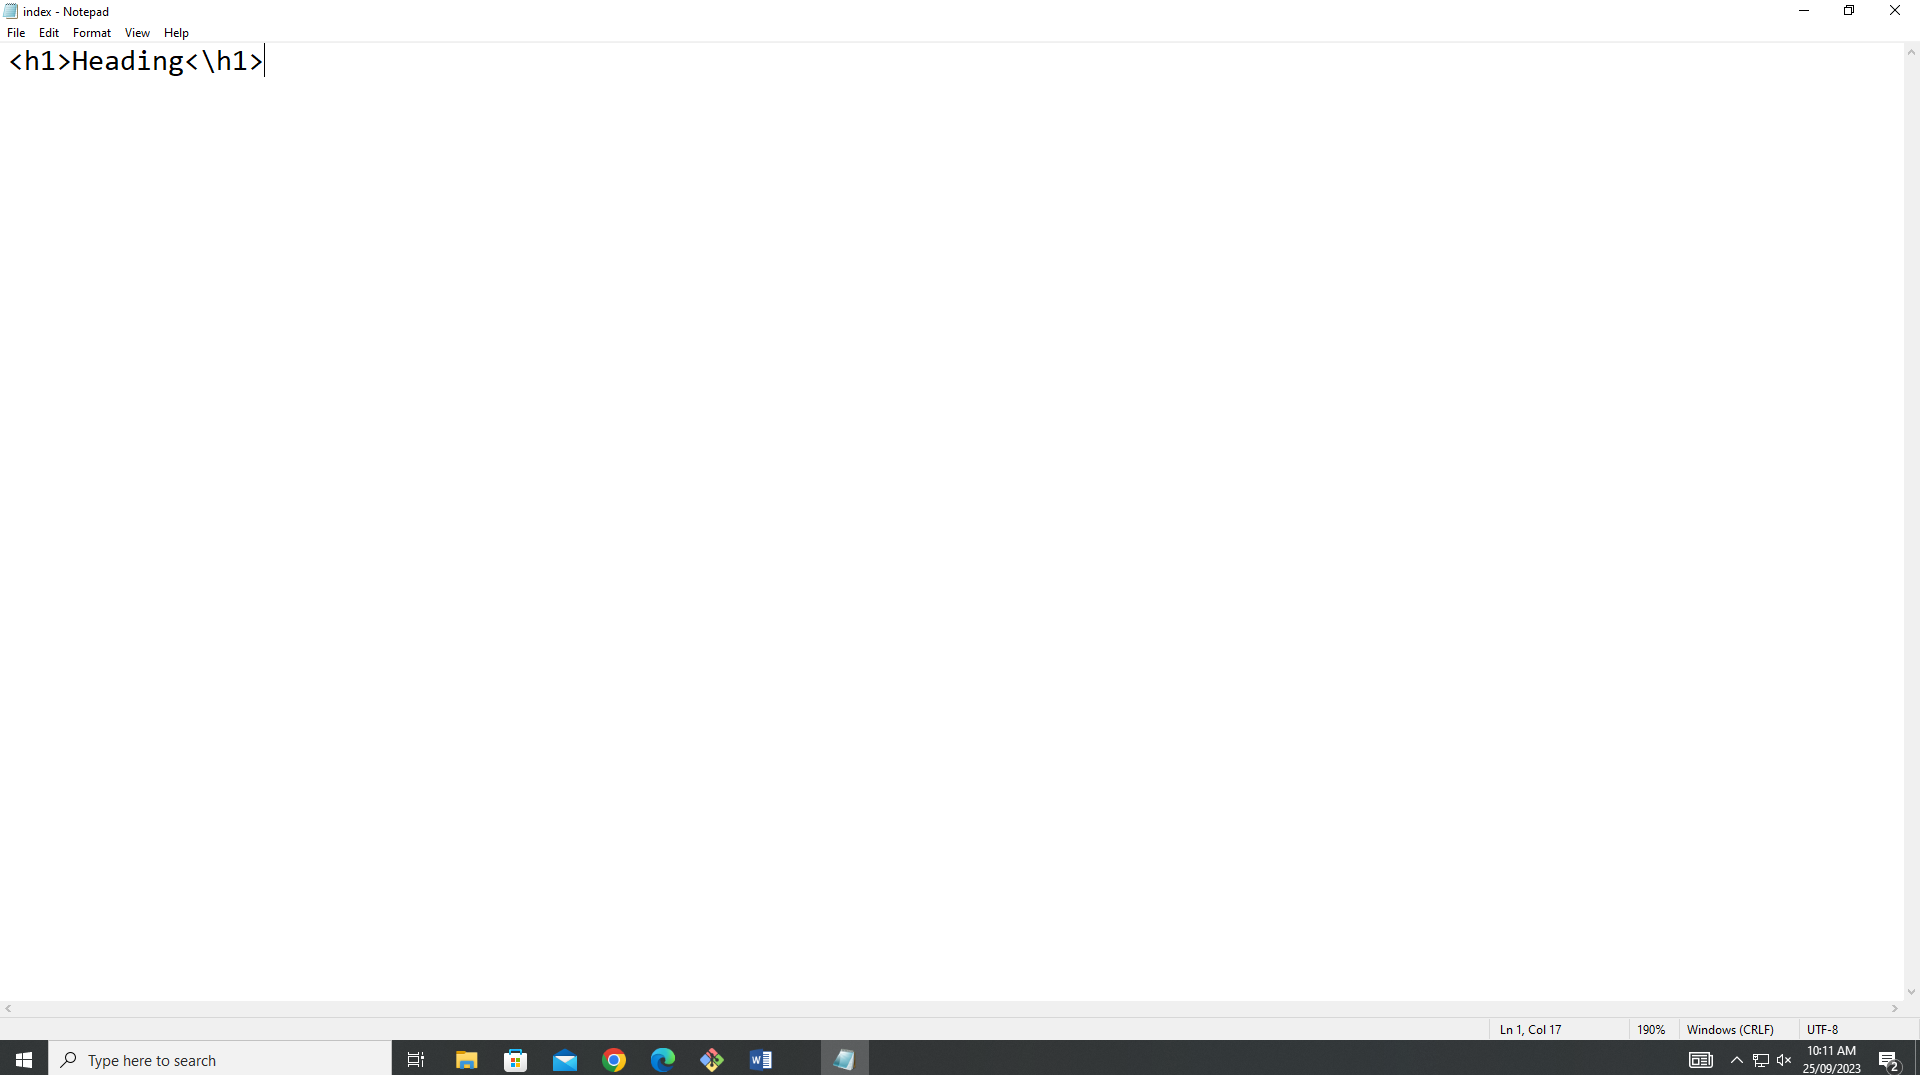 index - Notepad
File Edit Format View Help
<h1>Heading<\h1>
Ln 1, Col 17 190% Windows (CRLF) UTF-8
Type here to search
W
10:11 AM
25/09/2023
2